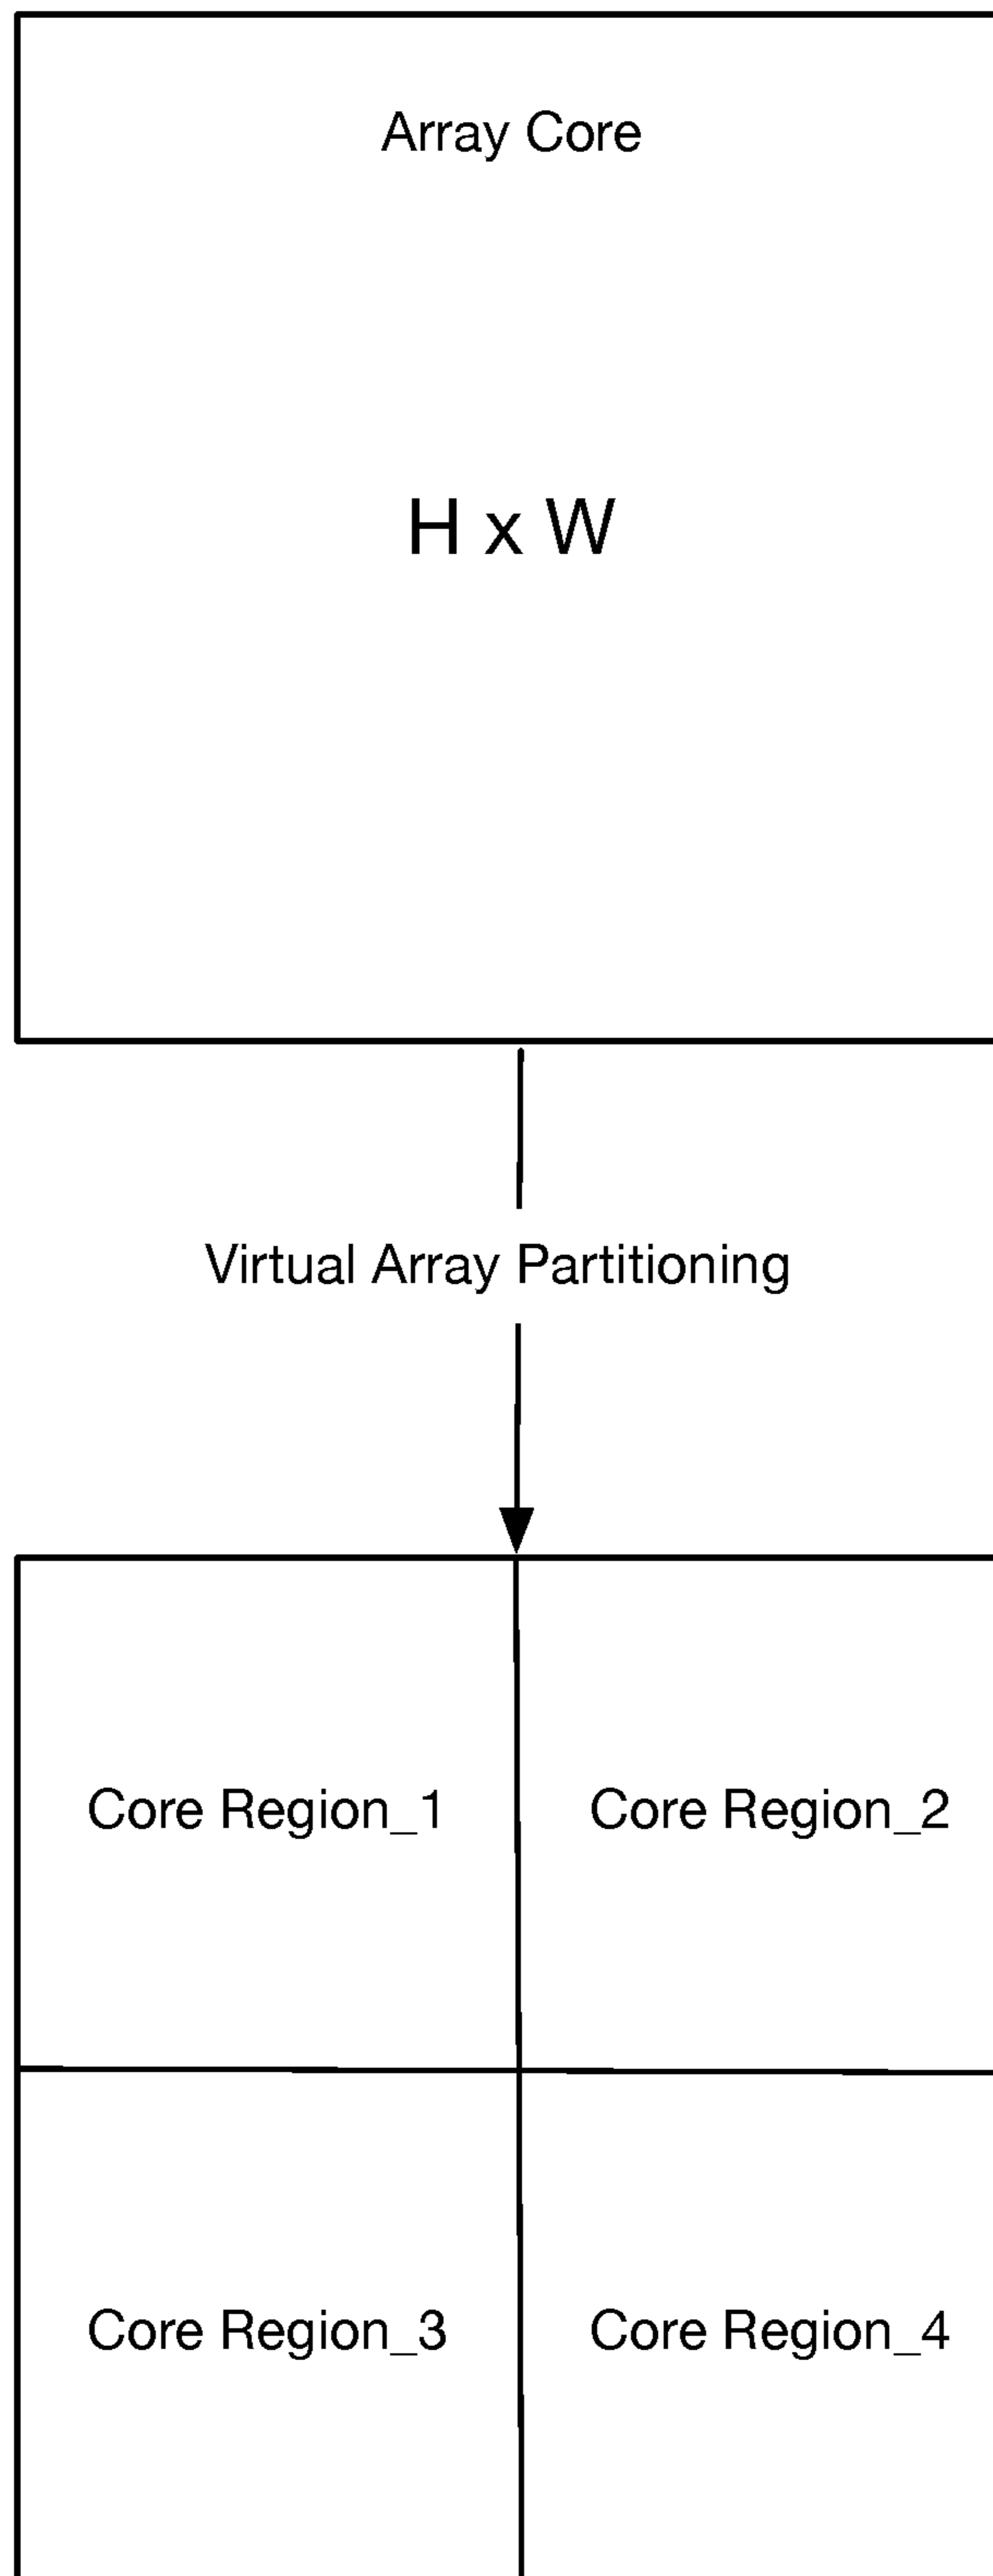 Array Core
H x W
Virtual Array Partitioning
Core Region_1
Core Region_2
Core Region_3
Core Region_4